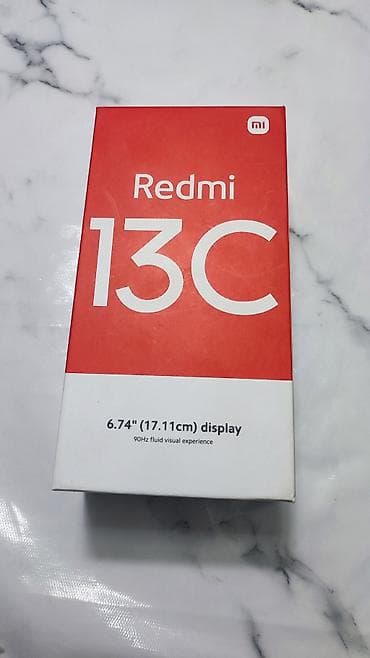 mi
Redmi
13C
6.74" (17.11cm) display
90Hz fluid visual experience